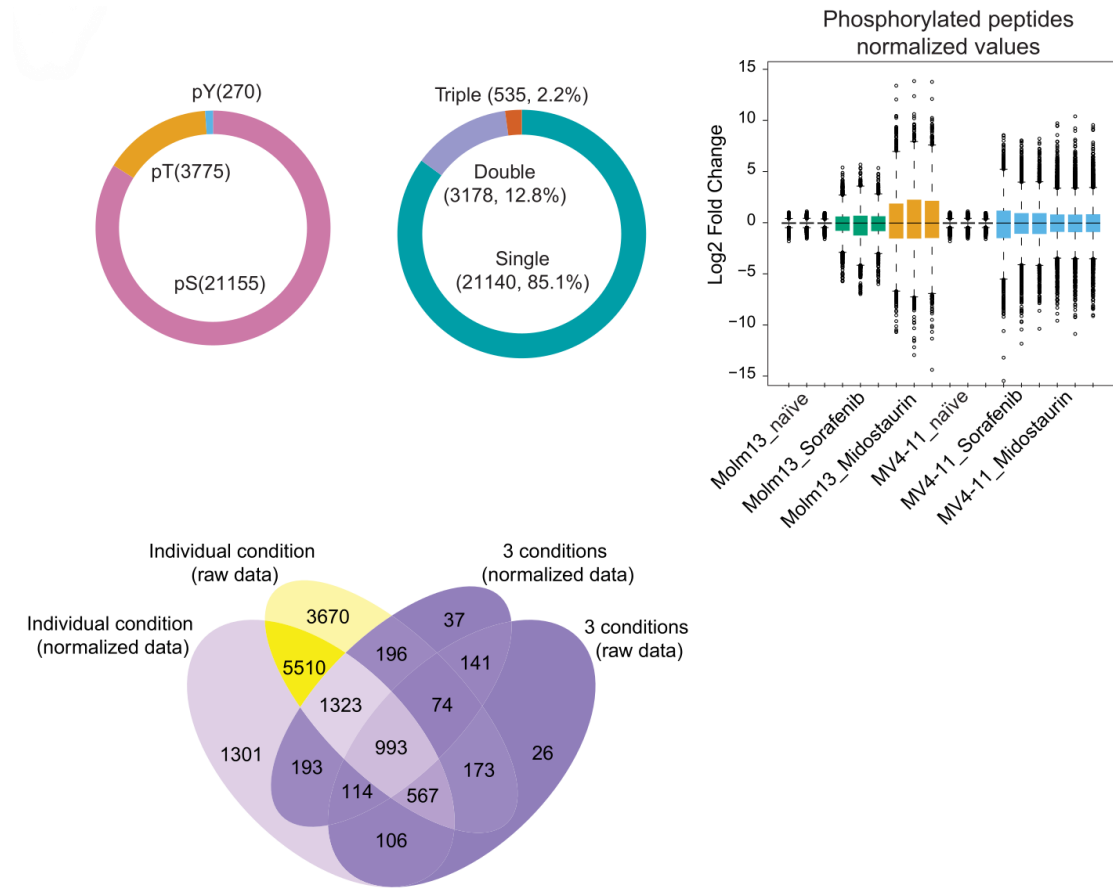 pY(270)
pT(3775)
pS(21155)
Triple (535, 2.2%)
Double
(3178, 12.8%)
Single
(21140, 85.1%)
Phosphorylated peptides
normalized values
Log2 Fold Change
15
10
5
0
−5
−10
−15
Molm13_naïve
Molm13_Sorafenib
Molm13_Midostaurin
MV4-11_naïve
MV4-11_Sorafenib
MV4-11_Midostaurin
Individual condition
(raw data)
3 conditions
(normalized data)
Individual condition
(normalized data)
3 conditions
(raw data)
3670
37
196
141
5510
1323
74
993
1301
193
173
26
114
567
106